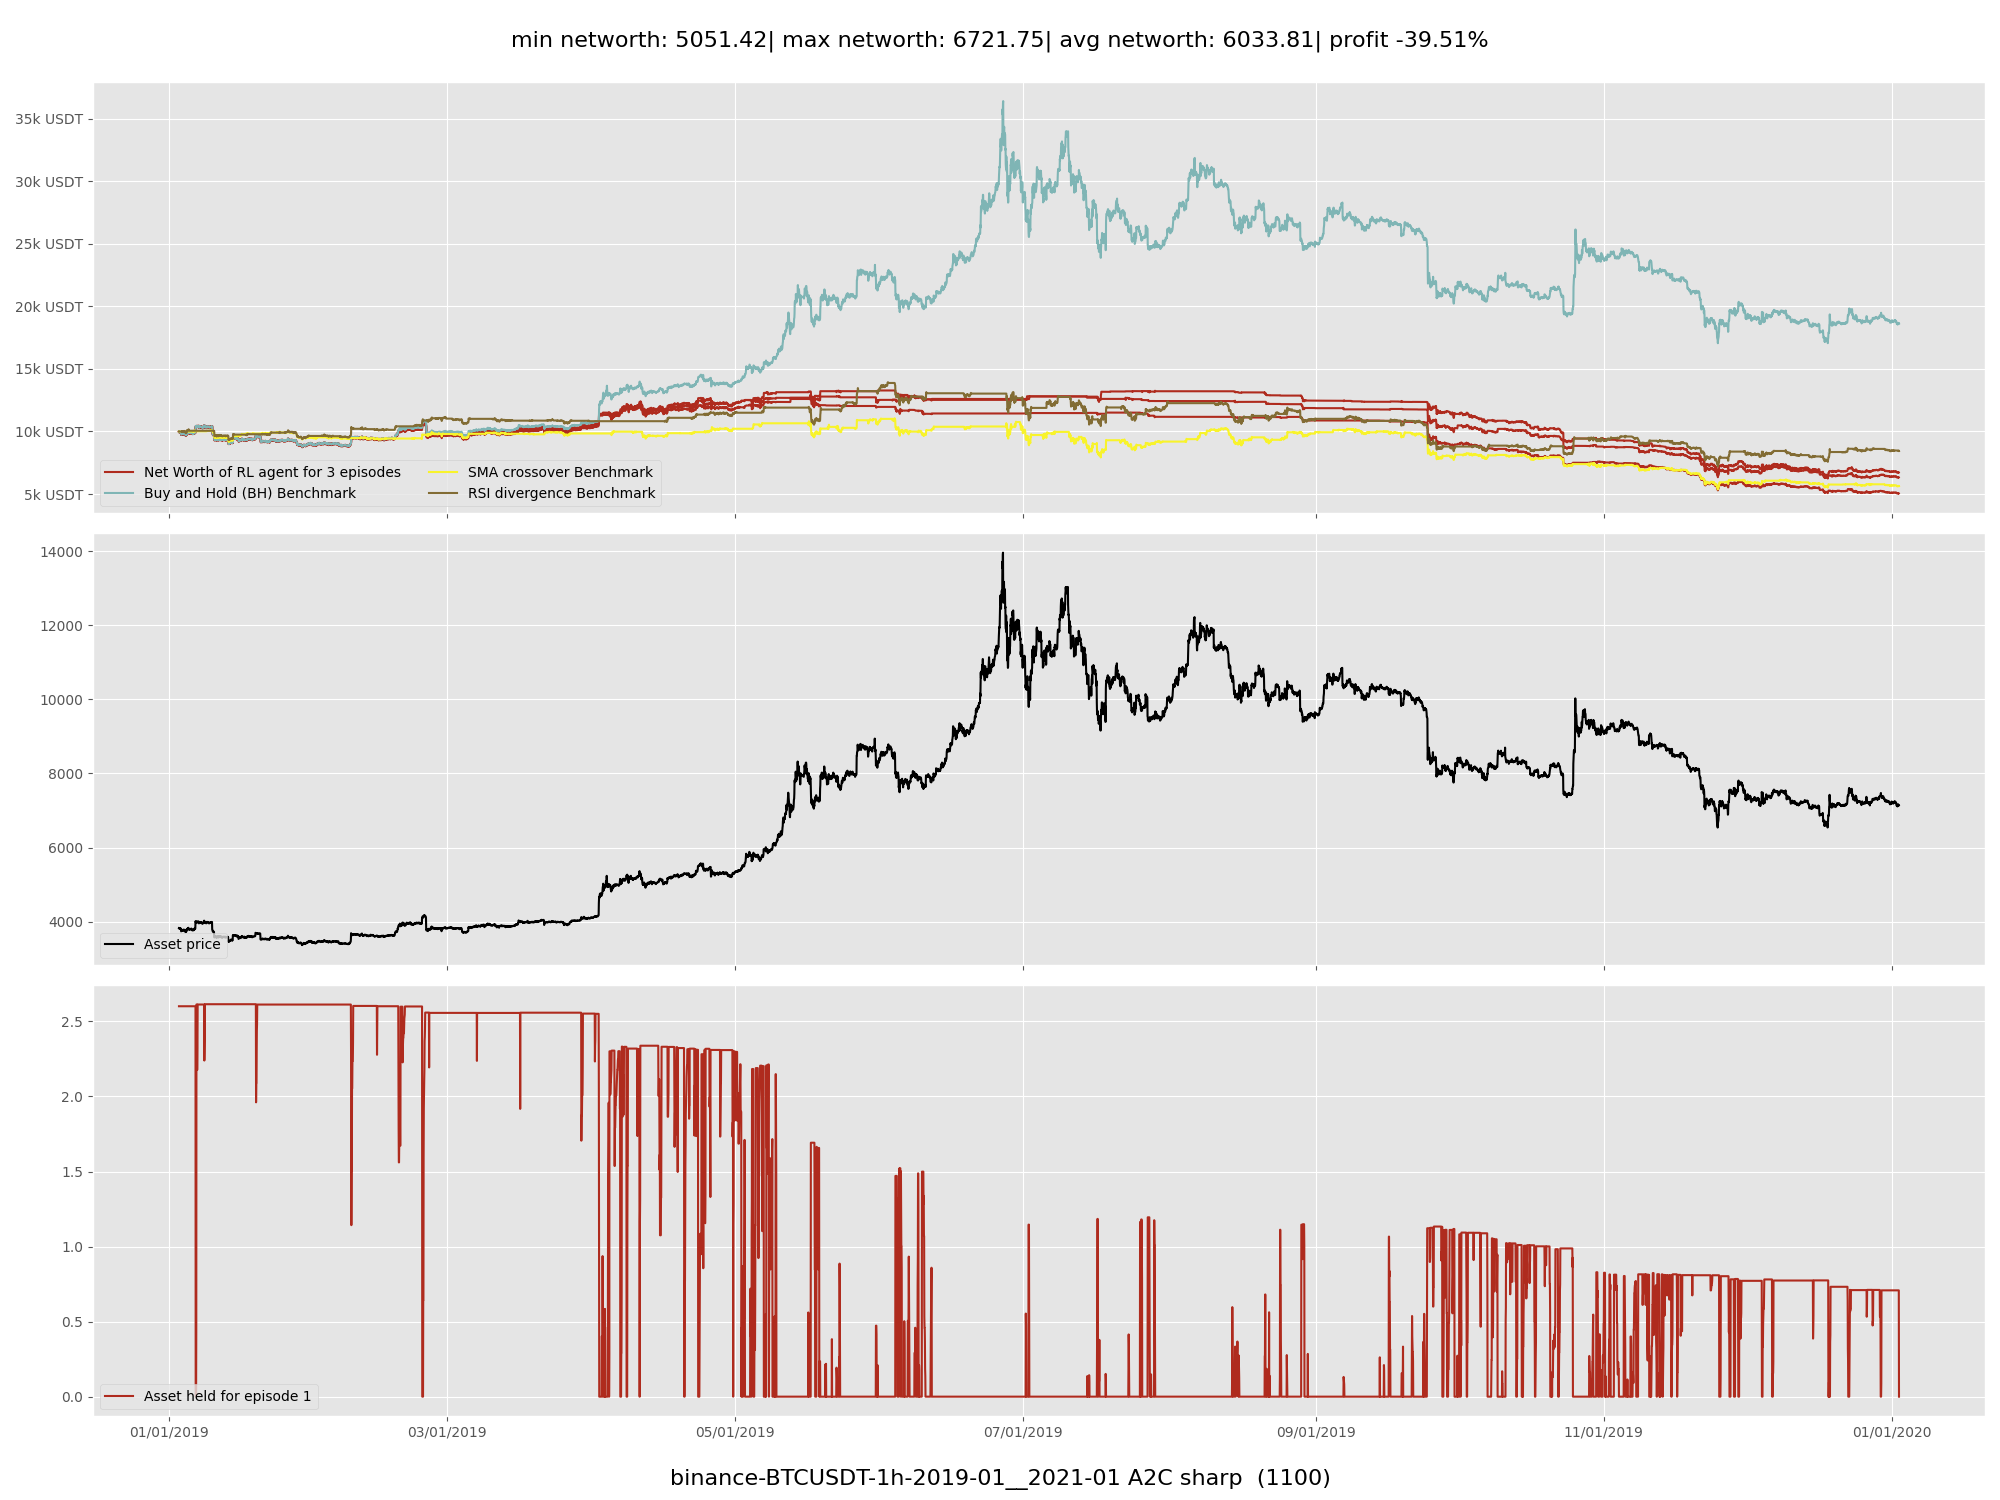 min networth: 5051.42| max networth: 6721.75| avg networth: 6033.81| profit -39.51%
35k USDT
30k USDT
25k USDT
20k USDT
15k USDT
10k USDT
5k USDT
Net Worth of RL agent for 3 episodes
Buy and Hold (BH) Benchmark
SMA crossover Benchmark
RSI divergence Benchmark
14000
12000
10000
8000
6000
4000
Asset price
2.5
2.0
1.5
1.0
0.5
0.0
Asset held for episode 1
01/01/2019 03/01/2019 05/01/2019 07/01/2019 09/01/2019 11/01/2019 01/01/2020
binance-BTCUSDT-1h-2019-01__2021-01 A2C sharp  (1100)